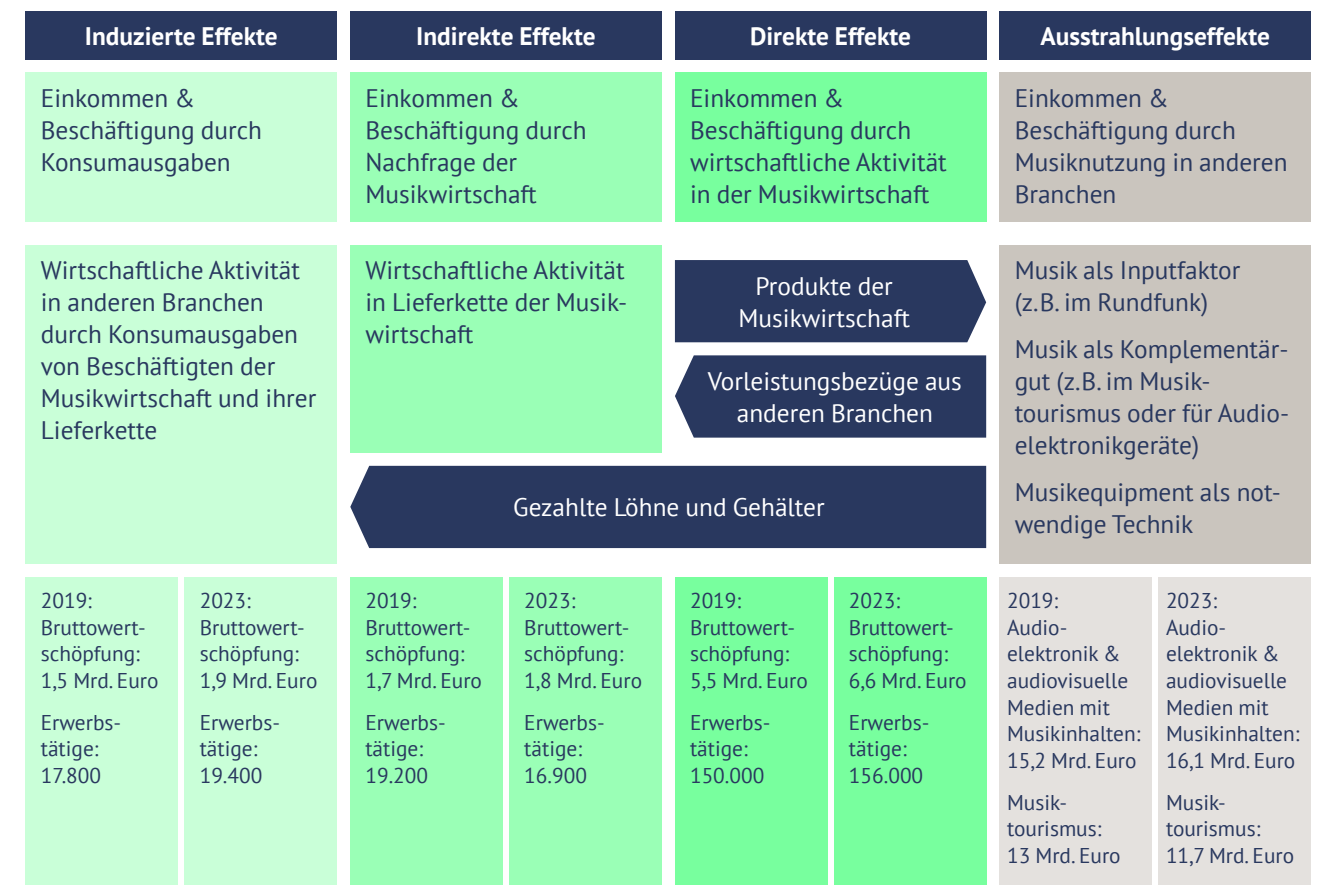 Induzierte Effekte
Indirekte Effekte
Direkte Effekte
Ausstrahlungseffekte
Einkommen &
Beschäftigung durch
Konsumausgaben
Einkommen &
Beschäftigung durch
Nachfrage der
Musikwirtschaft
Einkommen &
Beschäftigung durch
wirtschaftliche Aktivität
in der Musikwirtschaft
Einkommen &
Beschäftigung durch
Musiknutzung in anderen
Branchen
Wirtschaftliche Aktivität
in anderen Branchen
durch Konsumausgaben
von Beschäftigten der
Musikwirtschaft und ihrer
Lieferkette
Wirtschaftliche Aktivität
in Lieferkette der Musik-
wirtschaft
Produkte der
Musikwirtschaft
Vorleistungsbezüge aus
anderen Branchen
Gezahlte Löhne und Gehälter
Musik als Inputfaktor
(z.B. im Rundfunk)
Musik als Komplementär-
gut (z.B. im Musik-
tourismus oder für Audio-
elektronikgeräte)
Musikequipment als not-
wendige Technik
2019:
Bruttowert-
schöpfung:
1,5 Mrd. Euro
Erwerbs-
tätige:
17.800
2023:
Bruttowert-
schöpfung:
1,9 Mrd. Euro
Erwerbs-
tätige:
19.400
2019:
Bruttowert-
schöpfung:
1,7 Mrd. Euro
Erwerbs-
tätige:
19.200
2023:
Bruttowert-
schöpfung:
1,8 Mrd. Euro
Erwerbs-
tätige:
16.900
2019:
Bruttowert-
schöpfung:
5,5 Mrd. Euro
Erwerbs-
tätige:
150.000
2023:
Bruttowert-
schöpfung:
6,6 Mrd. Euro
Erwerbs-
tätige:
156.000
2019:
Audio-
elektronik &
audiovisuelle
Medien mit
Musikinhalten:
15,2 Mrd. Euro
Musik-
tourismus:
13 Mrd. Euro
2023:
Audio-
elektronik &
audiovisuelle
Medien mit
Musikinhalten:
16,1 Mrd. Euro
Musik-
tourismus:
11,7 Mrd. Euro